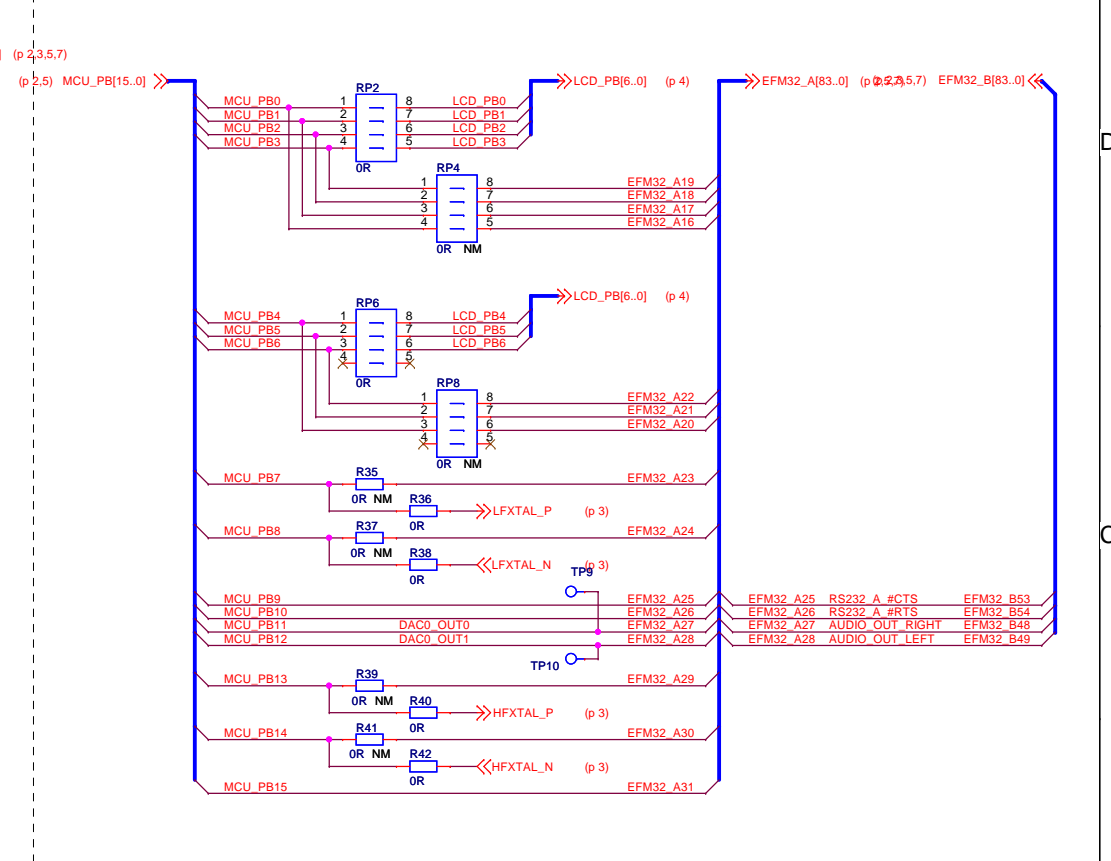 ] (p 2,3,5,7)
(p 2,5) MCU_PB[15..0] LCD_PB[6..0] (p 4) EFM32_A[83..0] EFM32_B[83..0]
RP2
MCU_PB0 1 8 LCD_PB0
MCU_PB1 2 7 LCD_PB1
MCU_PB2 3 6 LCD_PB2
MCU_PB3 4 5 LCD_PB3
D
0R RP4
1 8 EFM32_A19
2 7 EFM32_A18
3 6 EFM32_A17
4 5 EFM32_A16
0R NM
LCD_PB[6..0] (p 4)
RP6
MCU_PB4 1 8 LCD_PB4
MCU_PB5 2 7 LCD_PB5
MCU_PB6 3 6 LCD_PB6
4 5
0R RP8
1 8 EFM32_A22
2 7 EFM32_A21
3 6 EFM32_A20
4 5
0R NM
MCU_PB7 R35 EFM32_A23
0R NM R36
LFXTAL_P (p 3)
0R
MCU_PB8 R37 EFM32_A24
C
0R NM R38
LFXTAL_N (p 3)
0R
TP9
MCU_PB9 EFM32_A25 EFM32_A25 RS232_A_#CTS EFM32_B53
MCU_PB10 EFM32_A26 EFM32_A26 RS232_A_#RTS EFM32_B54
MCU_PB11 DAC0_OUT0 EFM32_A27 EFM32_A27 AUDIO_OUT_RIGHT EFM32_B48
MCU_PB12 DAC0_OUT1 EFM32_A28 EFM32_A28 AUDIO_OUT_LEFT EFM32_B49
TP10
MCU_PB13 R39 EFM32_A29
0R NM R40
HFXTAL_P (p 3)
0R
MCU_PB14 R41 EFM32_A30
0R NM R42
HFXTAL_N (p 3)
0R
MCU_PB15 EFM32_A31